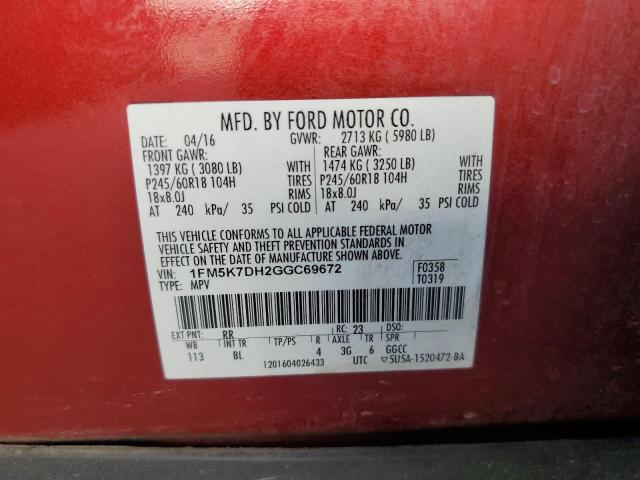 MFD. BY FORD MOTOR CO.
DATE: 04/16 GVWR: 2713 KG ( 5980 LB)
FRONT GAWR: REAR GAWR:
1397 KG ( 3080 LB) WITH 1474 KG ( 3250 LB) WITH
P245/60R18 104H TIRES P245/60R18 104H TIRES
18x8.0J RIMS 18x8.0J RIMS
AT 240 kPa/ 35 PSI COLD AT 240 kPa/ 35 PSI COLD
THIS VEHICLE CONFORMS TO ALL APPLICABLE FEDERAL MOTOR
VEHICLE SAFETY AND THEFT PREVENTION STANDARDS IN
EFFECT ON THE DATE OF MANUFACTURE SHOWN ABOVE.
VIN: 1FM5K7DH2GGC69672 F0358
TYPE: MPV T0319
EXT PNT: RR RC: 23 DSO:
WB INT TR TP/PS R AXLE TR SPR
113 BL 4 3G 6 GGCC
1201604026433 UTC ▽5U5A-1520472-BA